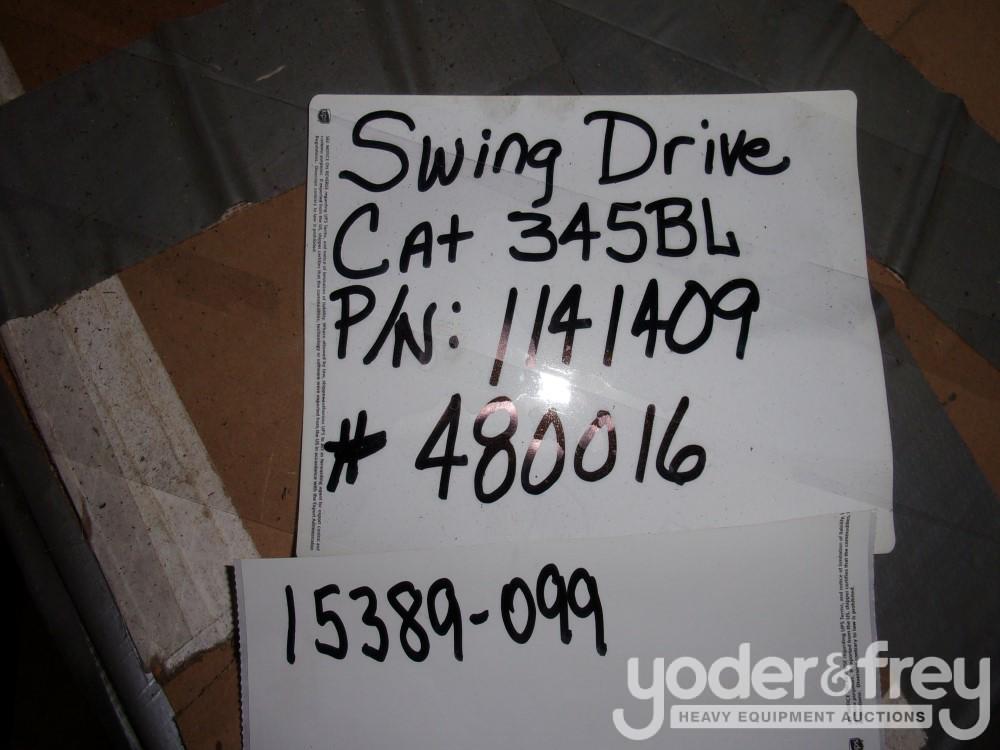 Swing Drive
CAt 345BL
P/N: 1141409
# 480016
15389-099
yoder&frey
HEAVY EQUIPMENT AUCTIONS